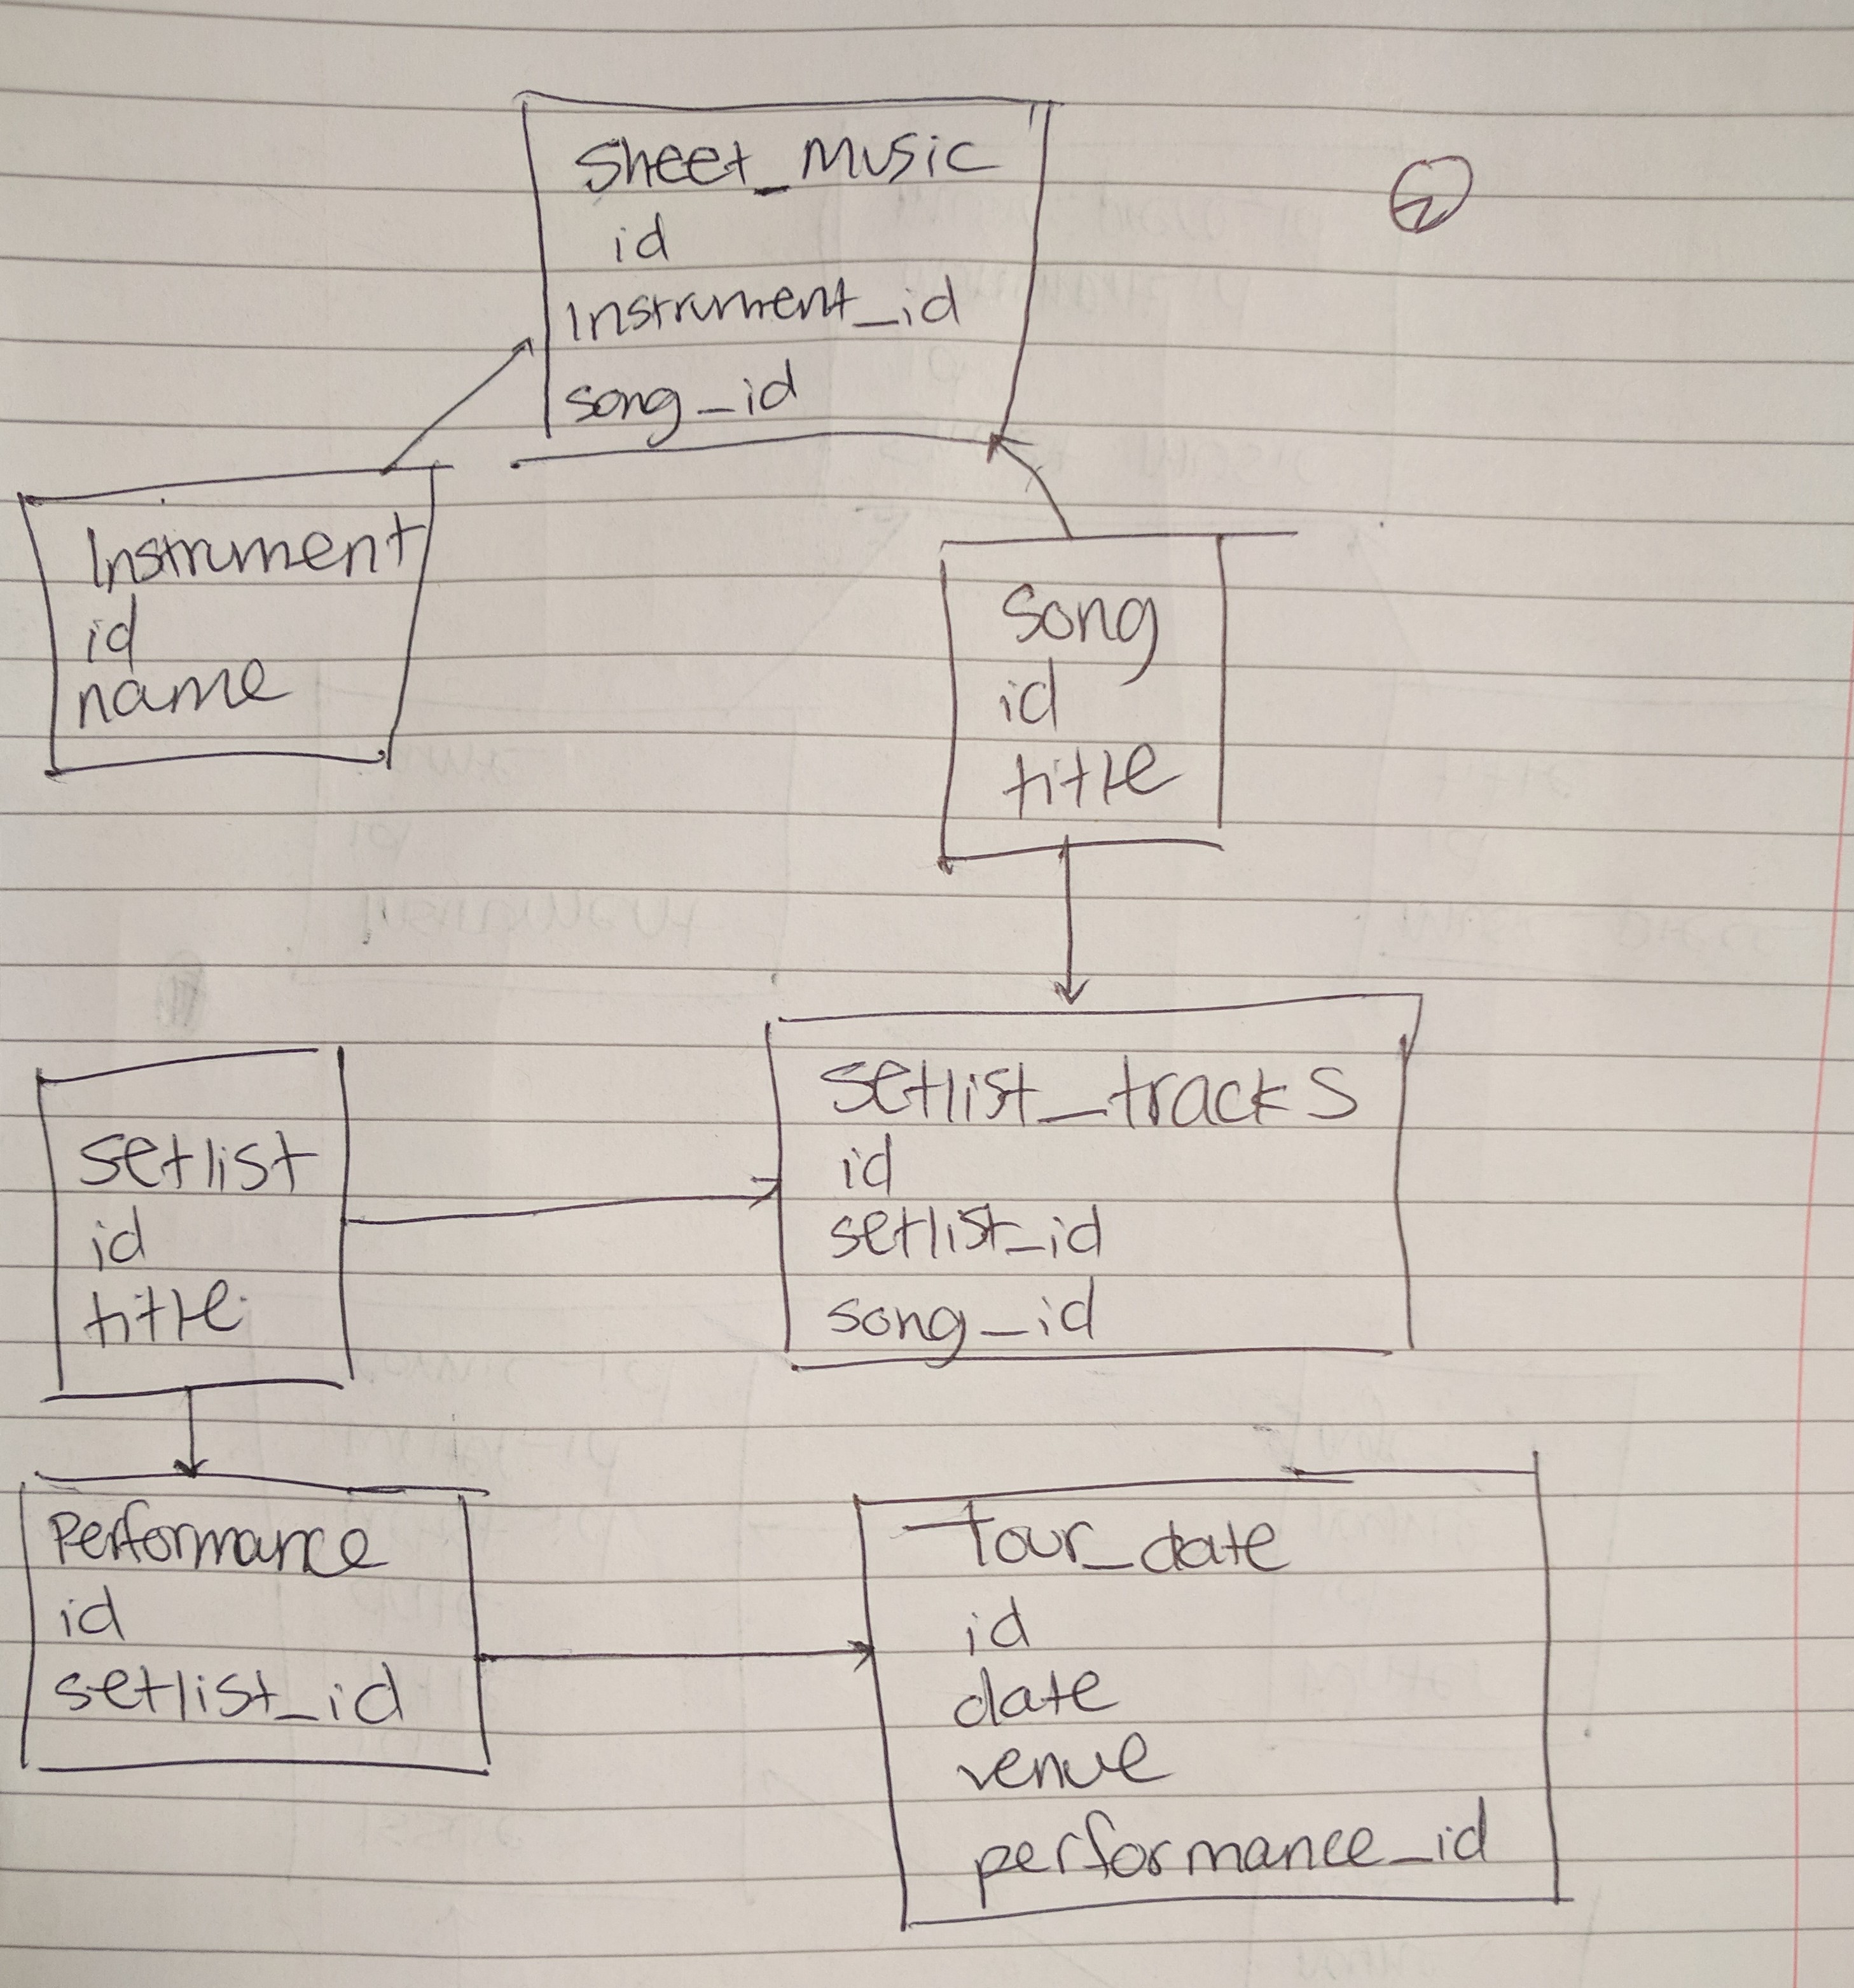 Sheet_Music
id
Instrument_id
song_id
Instrument
id
name
Song
id
title
setlist_tracks
id
setlist_id
song_id
setlist
id
title
Performance
id
setlist_id
Tour_date
id
date
venue
performance_id